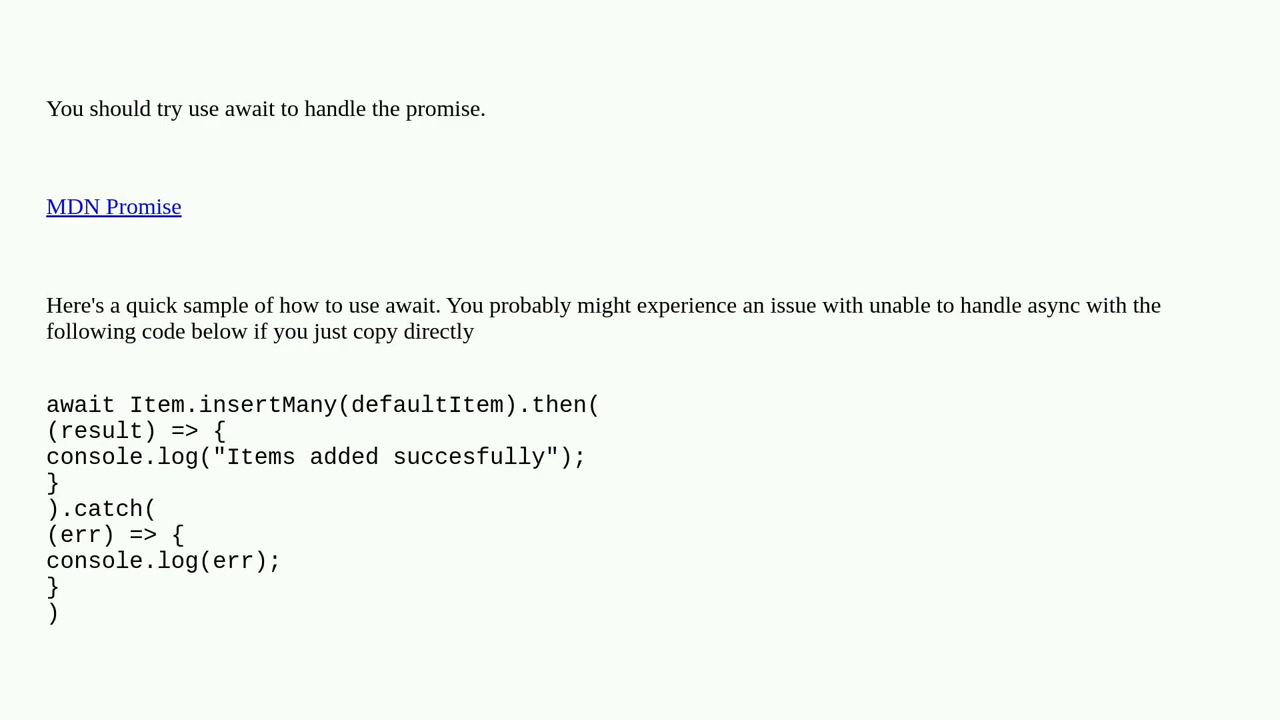 You should try use await to handle the promise.
MDN Promise
Here's a quick sample of how to use await. You probably might experience an issue with unable to handle async with the
following code below if you just copy directly
await Item.insertMany(defaultItem).then(
(result) => {
console.log("Items added succesfully");
}
).catch(
(err) => {
console.log(err);
}
)